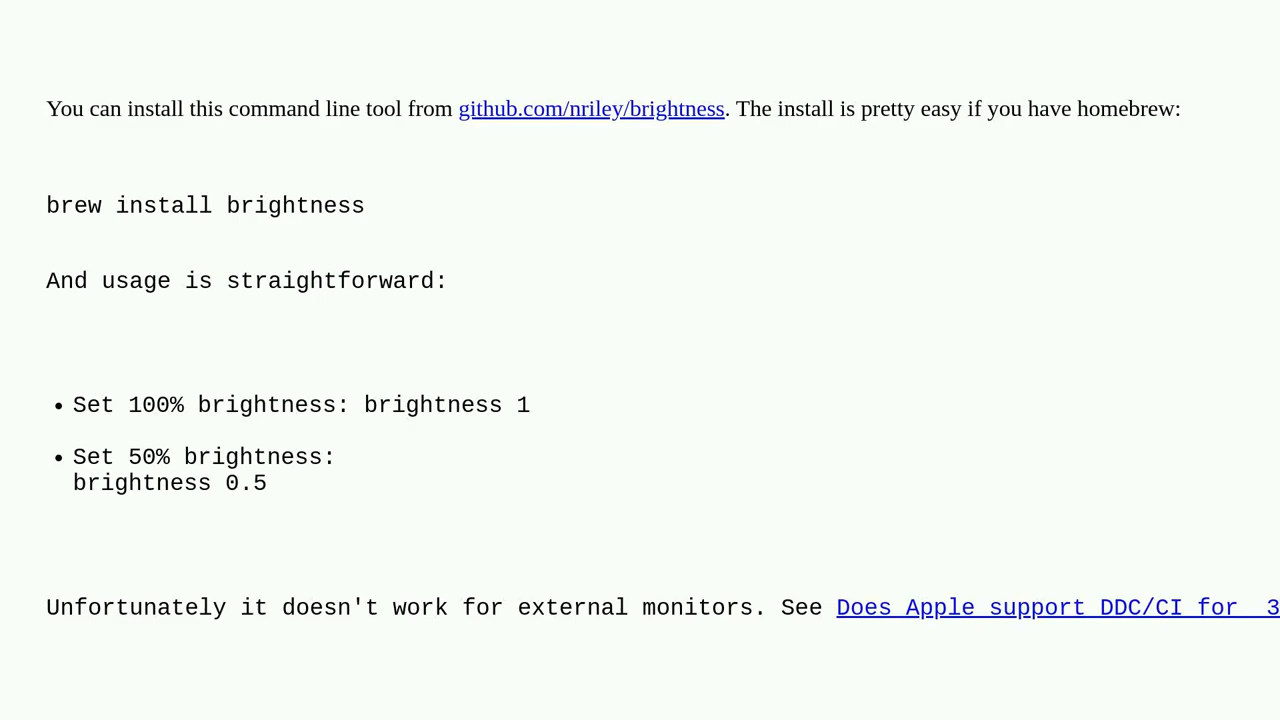 You can install this command line tool from github.com/nriley/brightness. The install is pretty easy if you have homebrew:
brew install brightness
And usage is straightforward:
• Set 100% brightness: brightness 1
• Set 50% brightness:
brightness 0.5
Unfortunately it doesn't work for external monitors. See Does Apple support DDC/CI for  3